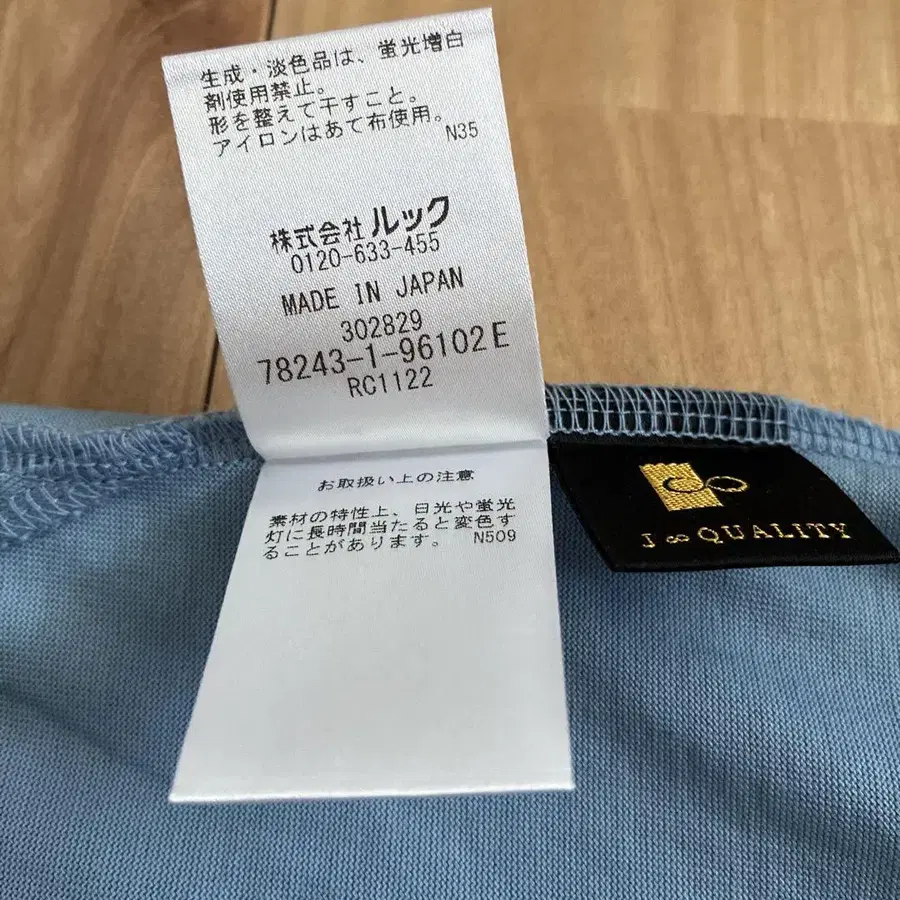 生成・淡色品は、蛍光増白
剤使用禁止。
形を整えて干すこと。
アイロンはあて布使用。
N35
株式会社 ルック
0120-633-455
MADE IN JAPAN
302829
78243-1-96102E
RC1122
お取扱い上の注意
素材の特性上、日光や蛍光
灯に長時間当たると変色す
ることがあります。 N509
J∞QUALITY